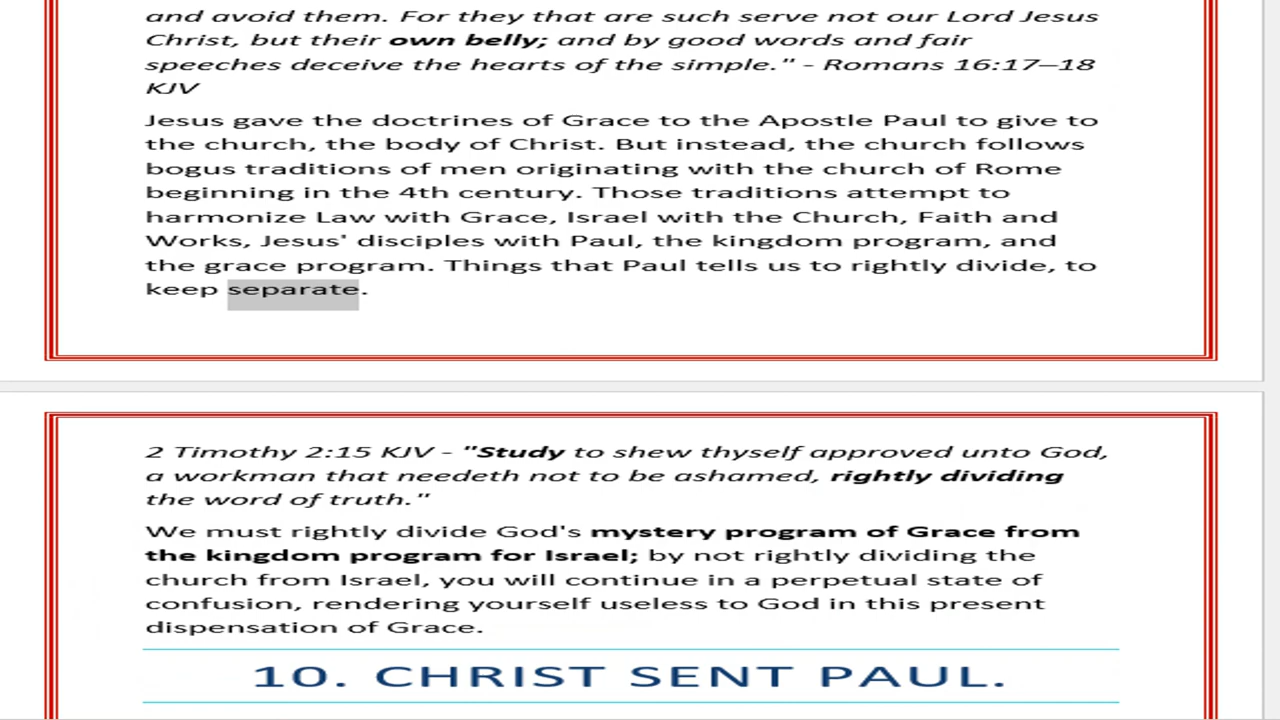 and avoid them. For they that are such serve not our Lord Jesus
Christ, but their own belly; and by good words and fair
speeches deceive the hearts of the simple." - Romans 16:17–18
KJV
Jesus gave the doctrines of Grace to the Apostle Paul to give to
the church, the body of Christ. But instead, the church follows
bogus traditions of men originating with the church of Rome
beginning in the 4th century. Those traditions attempt to
harmonize Law with Grace, Israel with the Church, Faith and
Works, Jesus' disciples with Paul, the kingdom program, and
the grace program. Things that Paul tells us to rightly divide, to
keep separate.
2 Timothy 2:15 KJV - "Study to shew thyself approved unto God,
a workman that needeth not to be ashamed, rightly dividing
the word of truth."
We must rightly divide God's mystery program of Grace from
the kingdom program for Israel; by not rightly dividing the
church from Israel, you will continue in a perpetual state of
confusion, rendering yourself useless to God in this present
dispensation of Grace.
10. CHRIST SENT PAUL.